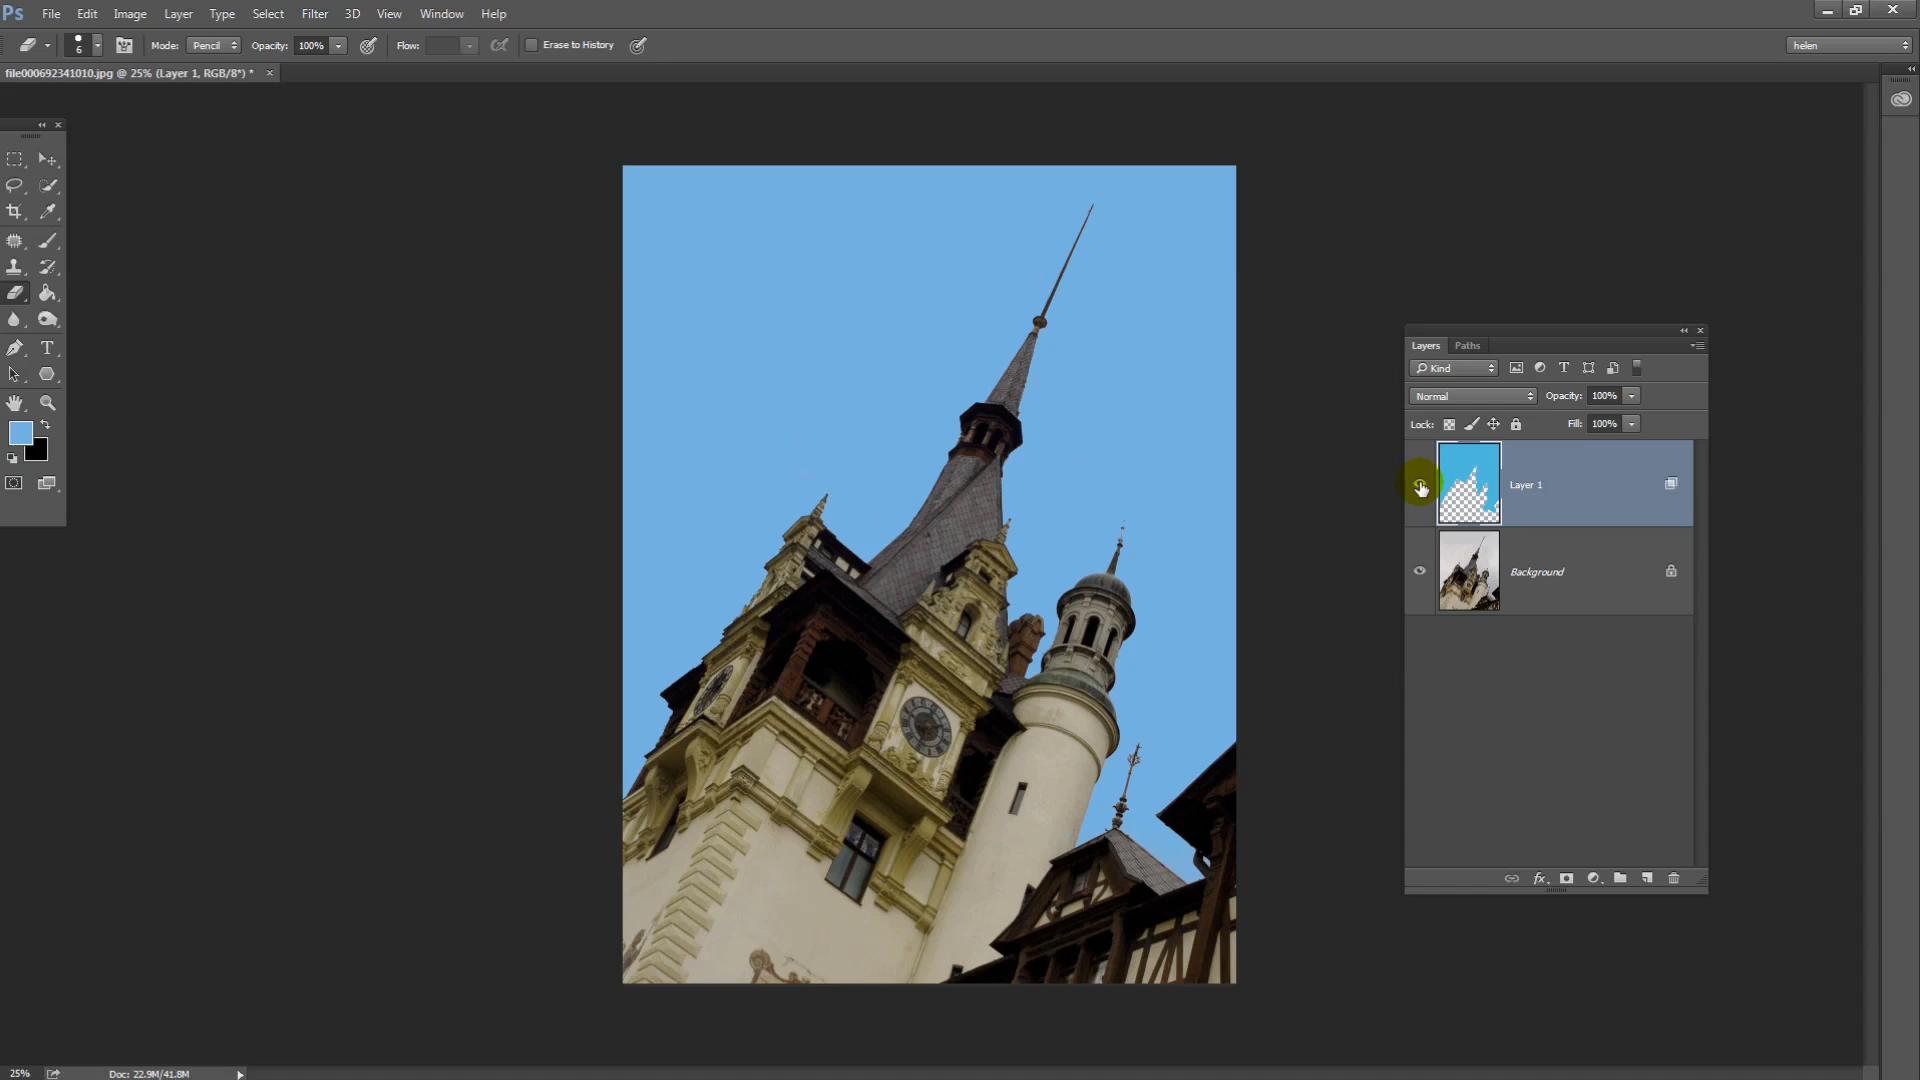 Ps File Edit Image Layer Type Select Filter 3D View Window Help
6 Mode: Pencil Opacity: 100% Flow: Erase to History helen
file000692341010.jpg @ 25% (Layer 1, RGB/8*) *
Layers Paths
Kind
Normal Opacity: 100%
Lock: Fill: 100%
Layer 1
Background
fx
25% Doc: 22.9M/41.8M